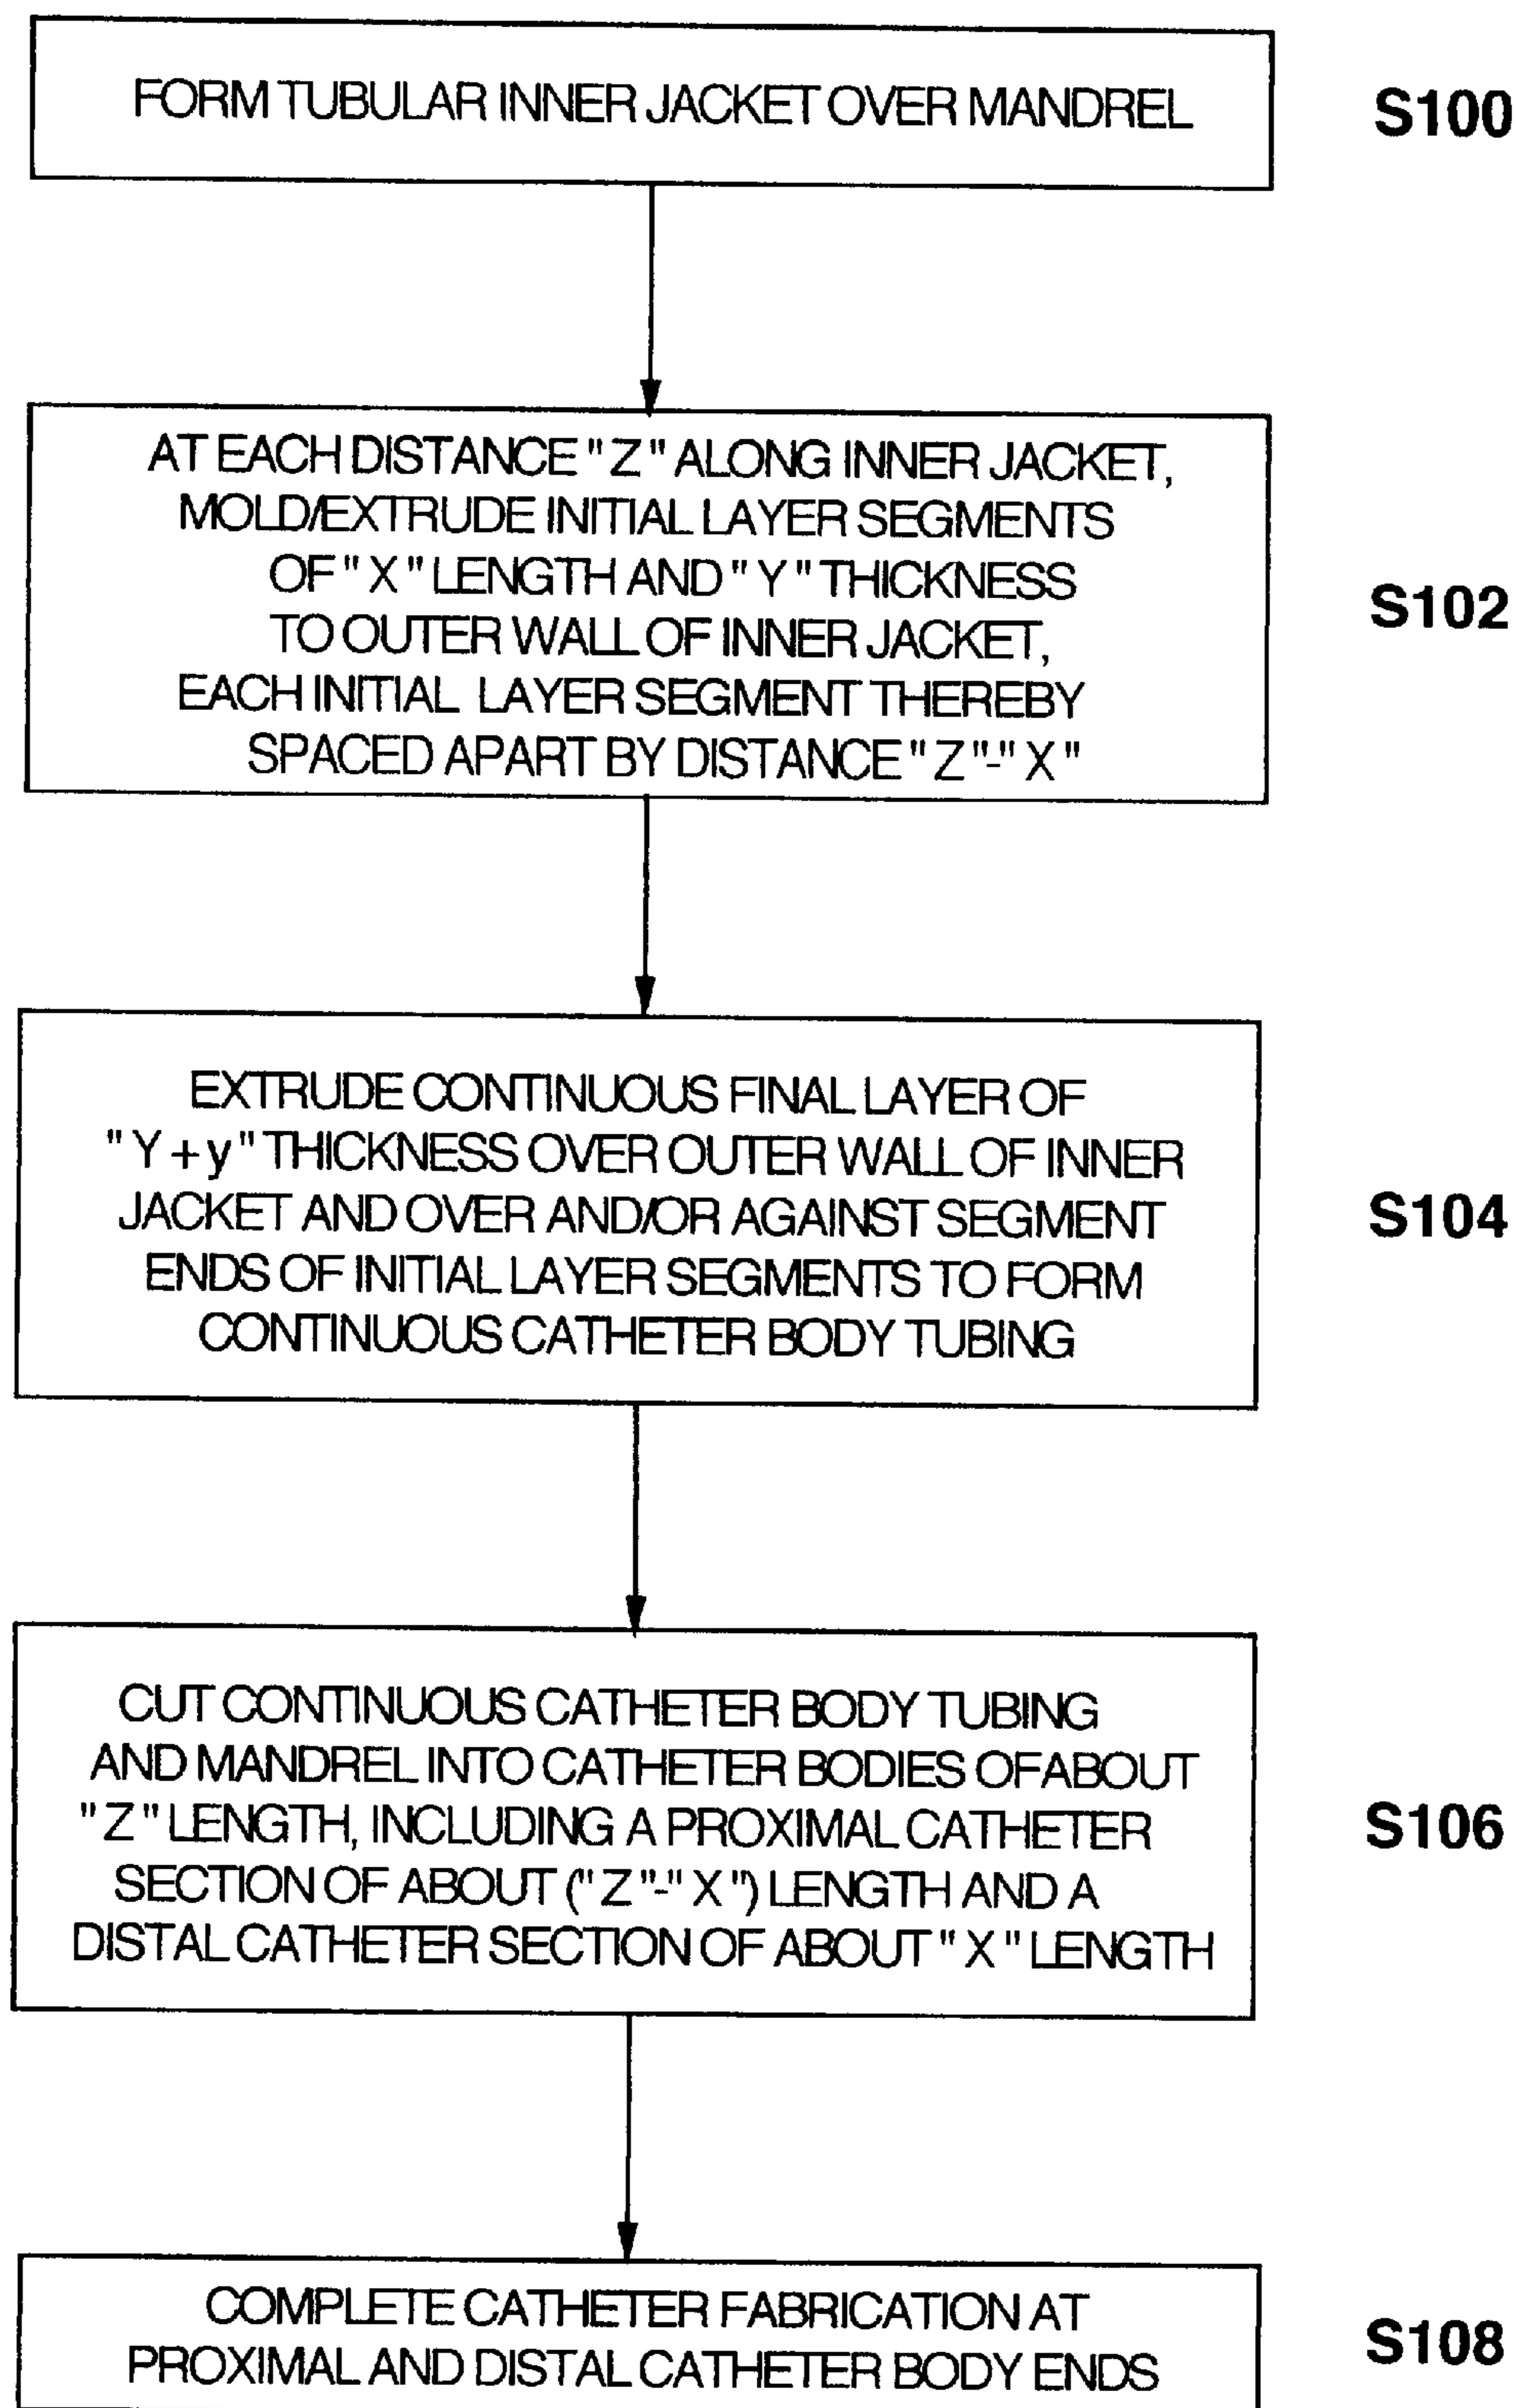 FORM TUBULAR INNER JACKET OVER MANDREL
S100
AT EACH DISTANCE "Z" ALONG INNER JACKET,
MOLD/EXTRUDE INITIAL LAYER SEGMENTS
OF "X" LENGTH AND "Y" THICKNESS
TO OUTER WALL OF INNER JACKET,
EACH INITIAL LAYER SEGMENT THEREBY
SPACED APART BY DISTANCE "Z"-"X"
S102
EXTRUDE CONTINUOUS FINAL LAYER OF
"Y+y" THICKNESS OVER OUTER WALL OF INNER
JACKET AND OVER AND/OR AGAINST SEGMENT
ENDS OF INITIAL LAYER SEGMENTS TO FORM
CONTINUOUS CATHETER BODY TUBING
S104
CUT CONTINUOUS CATHETER BODY TUBING
AND MANDREL INTO CATHETER BODIES OF ABOUT
"Z" LENGTH, INCLUDING A PROXIMAL CATHETER
SECTION OF ABOUT ("Z"-"X") LENGTH AND A
DISTAL CATHETER SECTION OF ABOUT "X" LENGTH
S106
COMPLETE CATHETER FABRICATION AT
PROXIMAL AND DISTAL CATHETER BODY ENDS
S108